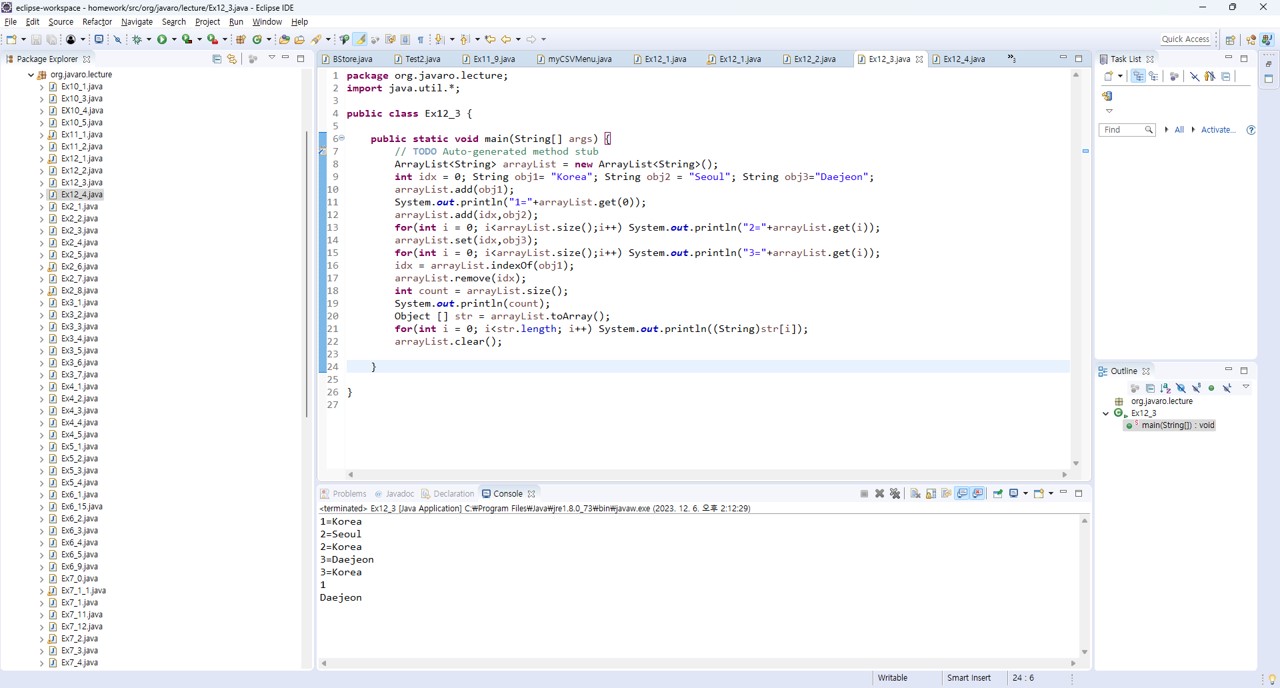 eclipse-workspace - homework/src/org/javaro/lecture/Ex12_3.java - Eclipse IDE
File Edit Source Refactor Navigate Search Project Run Window Help
Quick Access
Package Explorer
org.javaro.lecture
Ex10_1.java
Ex10_3.java
EX10_4.java
Ex10_5.java
Ex11_1.java
Ex11_2.java
Ex12_1.java
Ex12_2.java
Ex12_3.java
Ex12_4.java
Ex2_1.java
Ex2_2.java
Ex2_3.java
Ex2_4.java
Ex2_5.java
Ex2_6.java
Ex2_7.java
Ex2_8.java
Ex3_1.java
Ex3_2.java
Ex3_3.java
Ex3_4.java
Ex3_5.java
Ex3_6.java
Ex3_7.java
Ex4_1.java
Ex4_2.java
Ex4_3.java
Ex4_4.java
Ex4_5.java
Ex5_1.java
Ex5_2.java
Ex5_3.java
Ex5_4.java
Ex6_1.java
Ex6_15.java
Ex6_2.java
Ex6_3.java
Ex6_4.java
Ex6_5.java
Ex6_9.java
Ex7_0.java
Ex7_1_1.java
Ex7_1.java
Ex7_11.java
Ex7_12.java
Ex7_2.java
Ex7_3.java
Ex7_4.java
BStore.java Test2.java Ex11_9.java myCSVMenu.java Ex12_1.java Ex12_1.java Ex12_2.java Ex12_3.java Ex12_4.java
1 package org.javaro.lecture;
2 import java.util.*;
3
4 public class Ex12_3 {
5
6 public static void main(String[] args) {
7 // TODO Auto-generated method stub
8 ArrayList<String> arrayList = new ArrayList<String>();
9 int idx = 0; String obj1= "Korea"; String obj2 = "Seoul"; String obj3="Daejeon";
10 arrayList.add(obj1);
11 System.out.println("1="+arrayList.get(0));
12 arrayList.add(idx,obj2);
13 for(int i = 0; i<arrayList.size();i++) System.out.println("2="+arrayList.get(i));
14 arrayList.set(idx,obj3);
15 for(int i = 0; i<arrayList.size();i++) System.out.println("3="+arrayList.get(i));
16 idx = arrayList.indexOf(obj1);
17 arrayList.remove(idx);
18 int count = arrayList.size();
19 System.out.println(count);
20 Object [] str = arrayList.toArray();
21 for(int i = 0; i<str.length; i++) System.out.println((String)str[i]);
22 arrayList.clear();
23
24 }
25
26 }
27
Problems Javadoc Declaration Console
<terminated> Ex12_3 [Java Application] C:₩Program Files₩Java₩jre1.8.0_73₩bin₩javaw.exe (2023. 12. 6. 오후 2:12:29)
1=Korea
2=Seoul
2=Korea
3=Daejeon
3=Korea
1
Daejeon
Task List
Find All Activate...
Outline
org.javaro.lecture
Ex12_3
main(String[]) : void
Writable Smart Insert 24 : 6